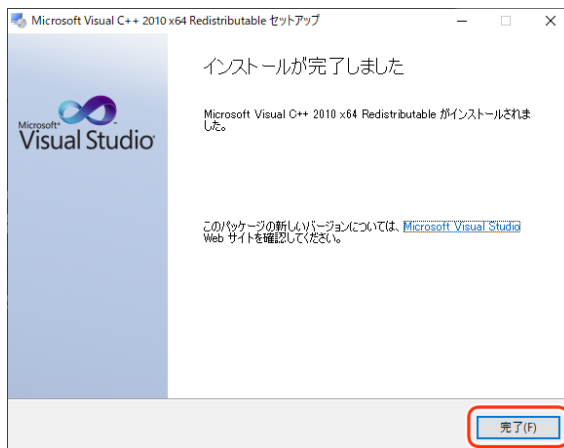 Microsoft Visual C++ 2010 x64 Redistributable セットアップ
インストールが完了しました
Microsoft®
Visual Studio
Microsoft Visual C++ 2010 x64 Redistributable がインストールされま
した。
このパッケージの新しいバージョンについては、Microsoft Visual Studio
Web サイトを確認してください。
完了(F)